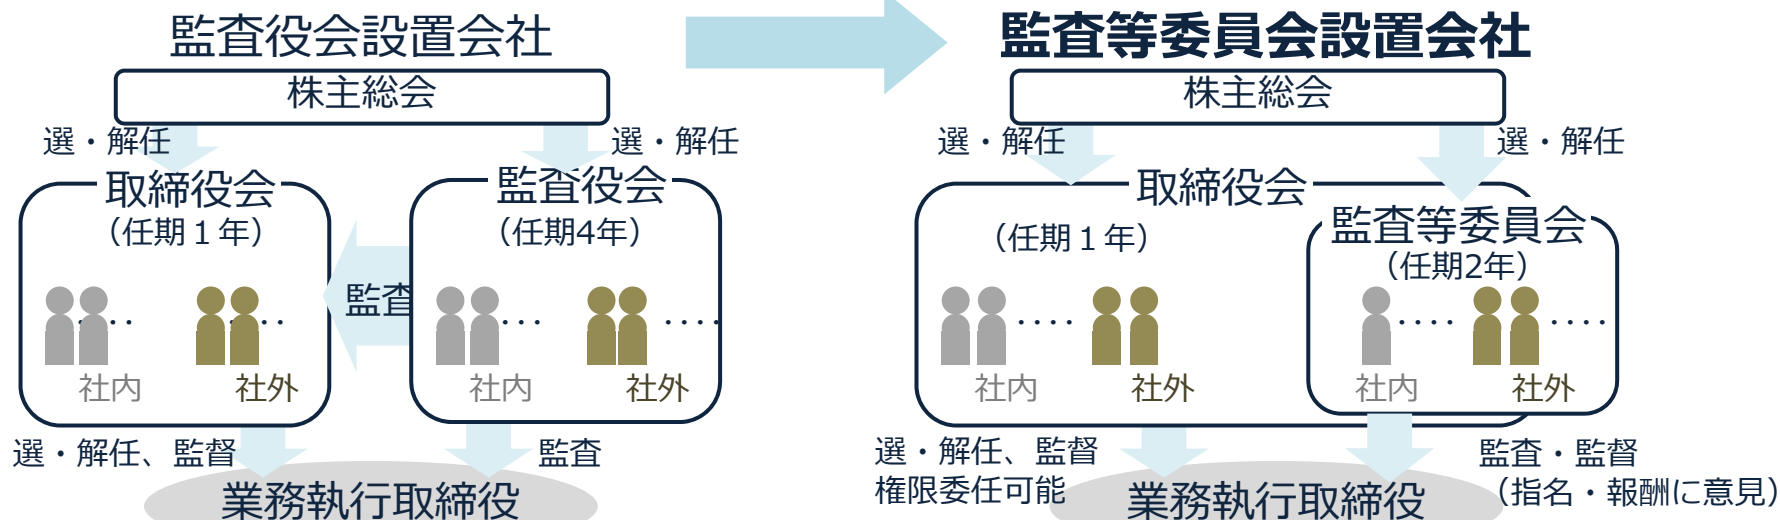 監査役会設置会社
株主総会
選・解任
選・解任
取締役会
（任期１年）
監査役会
（任期4年）
監査
‥‥
‥‥
‥‥
‥‥
社内
社外
社内
社外
選・解任、監督
監査
業務執行取締役
監査等委員会設置会社
株主総会
選・解任
選・解任
取締役会
（任期１年）
監査等委員会
（任期2年）
‥‥
‥‥
‥‥
社内
社外
社内
社外
選・解任、監督
権限委任可能
監査・監督
（指名・報酬に意見）
業務執行取締役